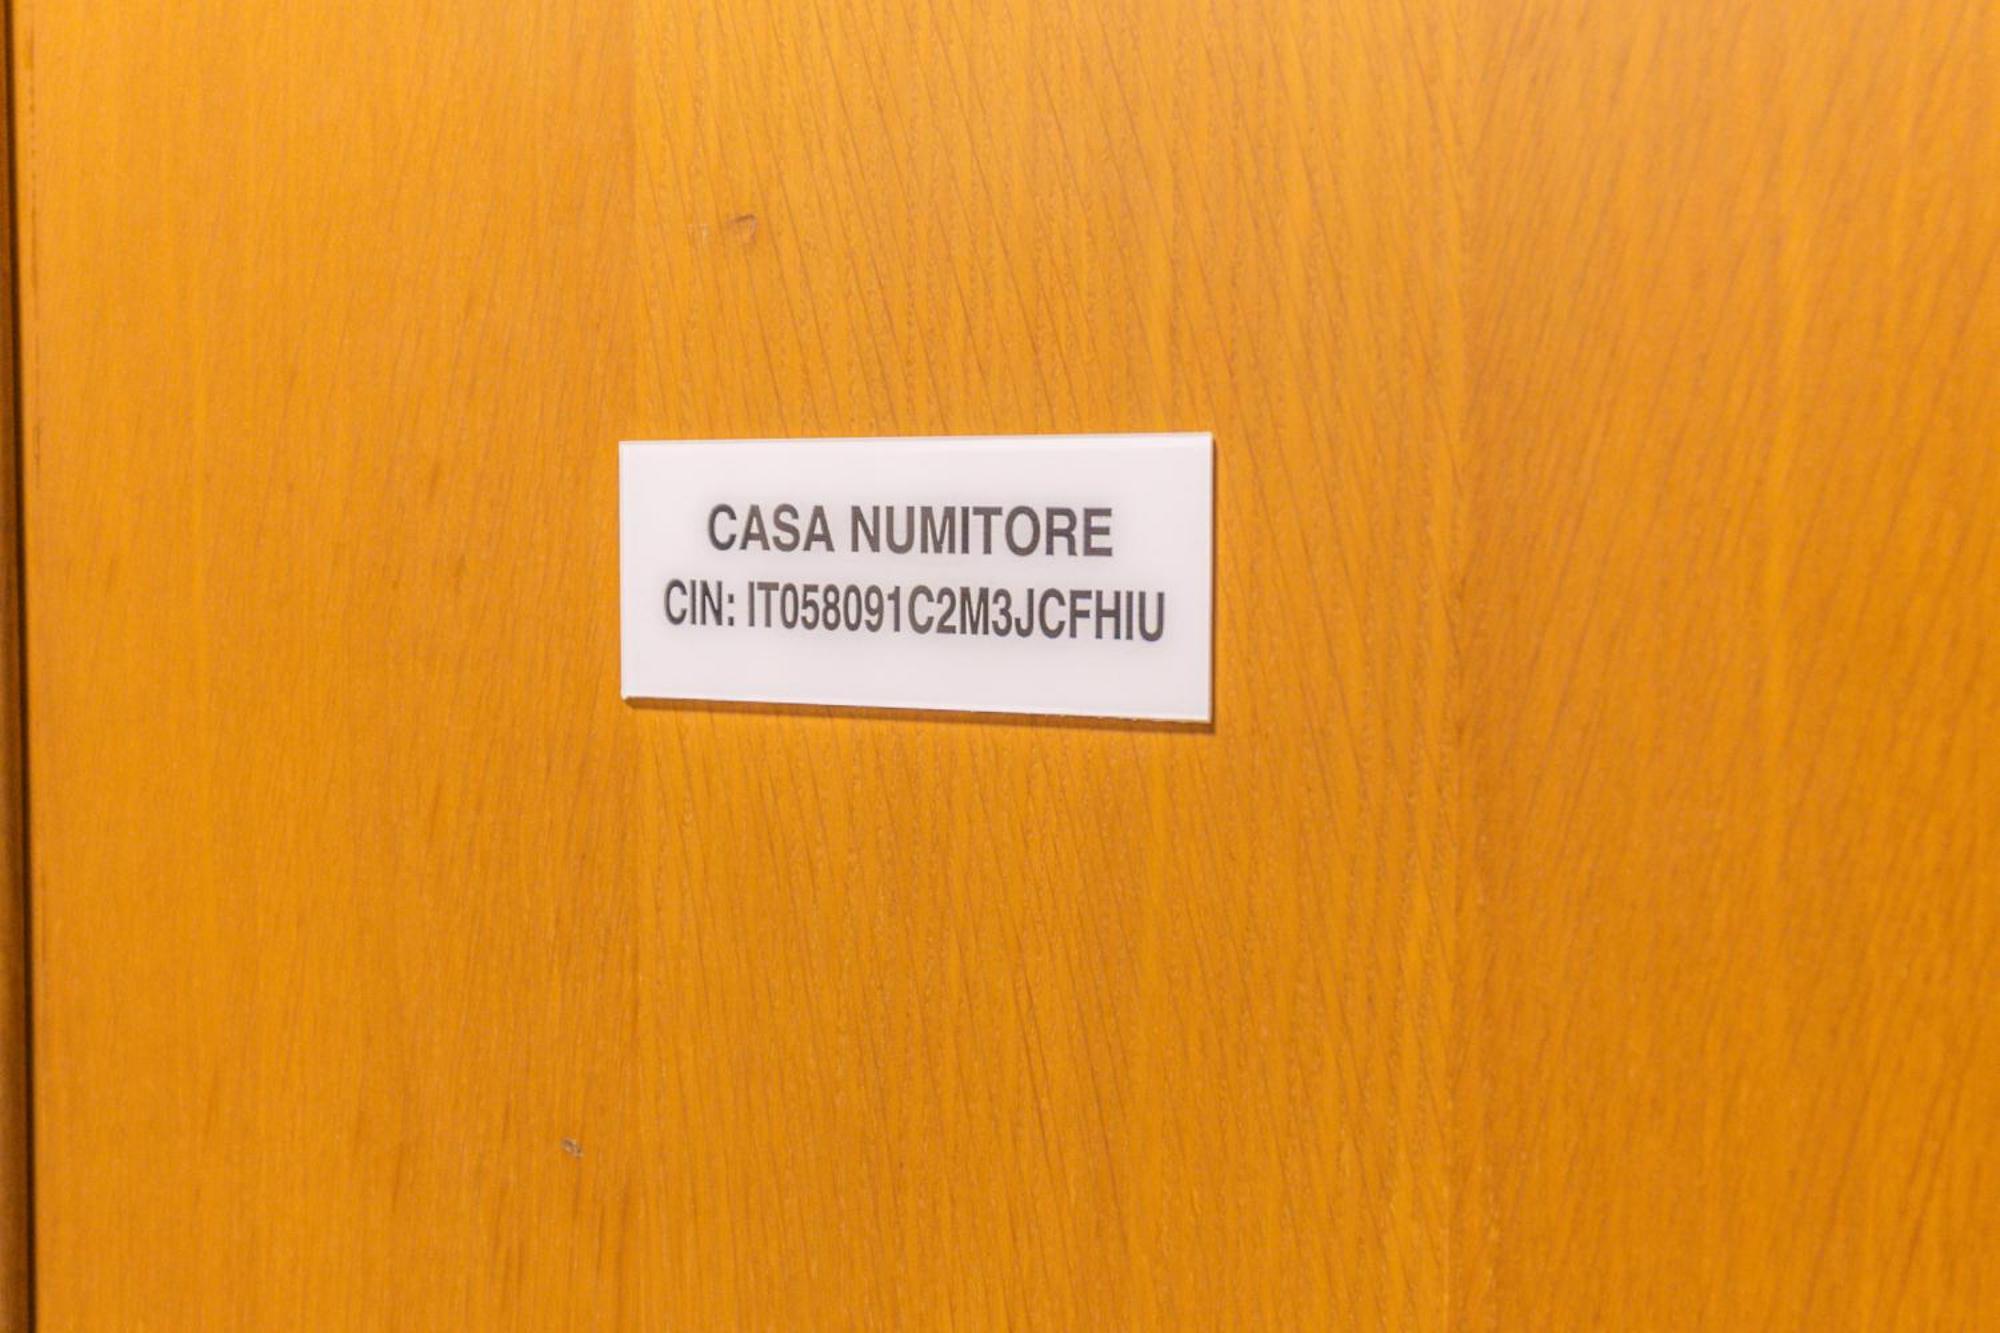 CASA NUMITORE
CIN: IT058091C2M3JCFHIU